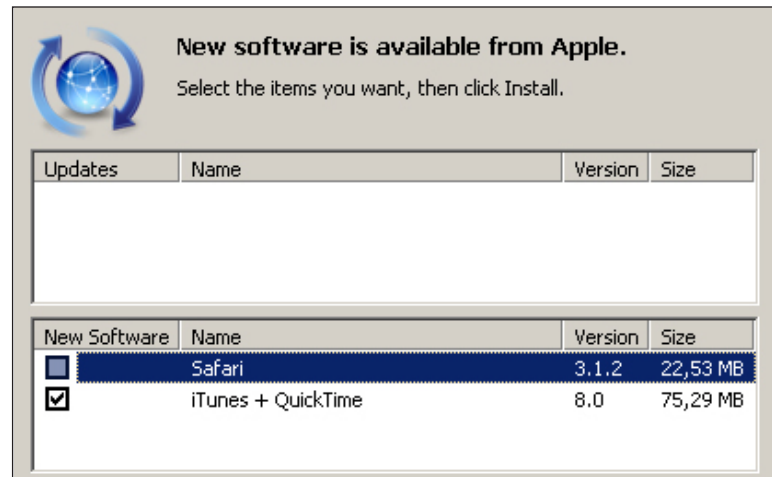 New software is available from Apple.
Select the items you want, then click Install.
Updates Name Version Size
New Software Name Version Size
Safari 3.1.2 22,53 MB
iTunes + QuickTime 8.0 75,29 MB